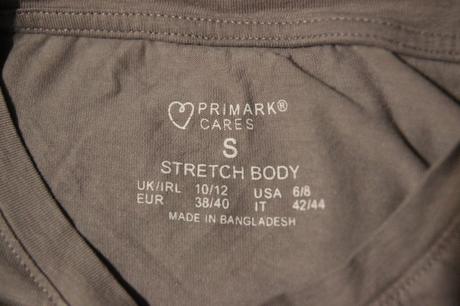 PRIMARK®
CARES
S
STRETCH BODY
UK/IRL 10/12 USA 6/8
EUR 38/40 IT 42/44
MADE IN BANGLADESH